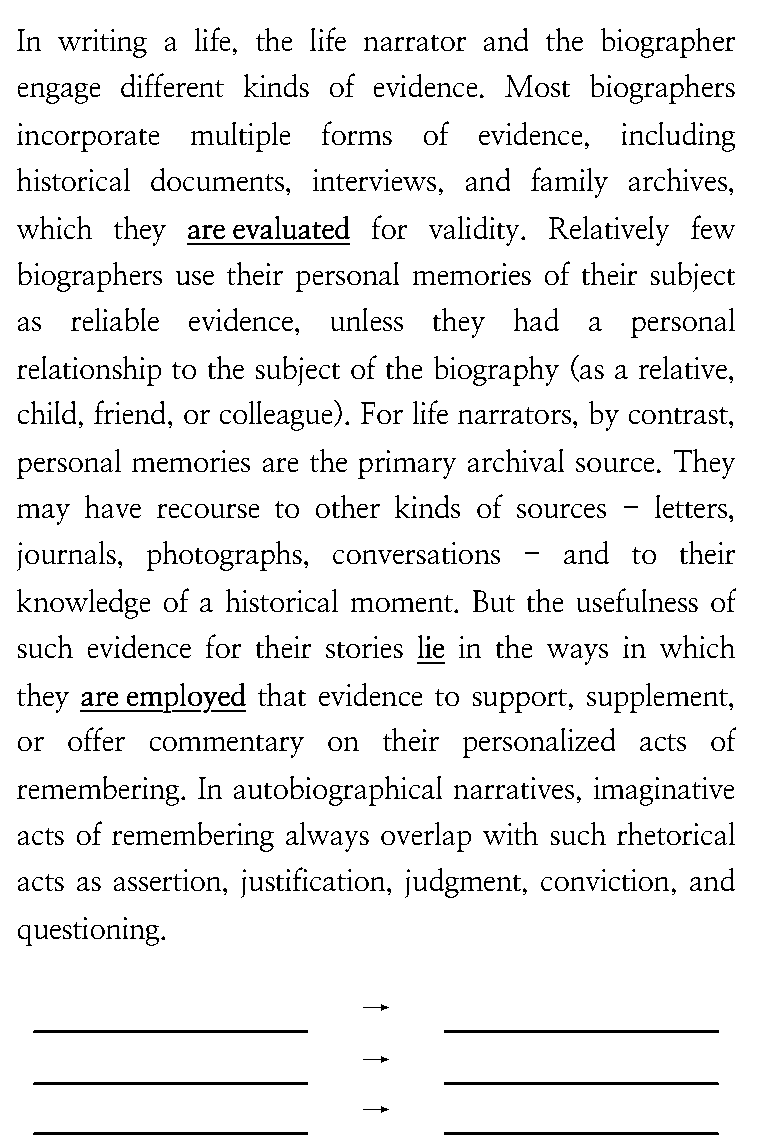 In writing a life, the life narrator and the biographer
engage different kinds of evidence. Most biographers
incorporate multiple forms of evidence, including
historical documents, interviews, and family archives,
which they are evaluated for validity. Relatively few
biographers use their personal memories of their subject
as reliable evidence, unless they had a personal
relationship to the subject of the biography (as a relative,
child, friend, or colleague). For life narrators, by contrast,
personal memories are the primary archival source. They
may have recourse to other kinds of sources – letters,
journals, photographs, conversations – and to their
knowledge of a historical moment. But the usefulness of
such evidence for their stories lie in the ways in which
they are employed that evidence to support, supplement,
or offer commentary on their personalized acts of
remembering. In autobiographical narratives, imaginative
acts of remembering always overlap with such rhetorical
acts as assertion, justification, judgment, conviction, and
questioning.
→
→
→